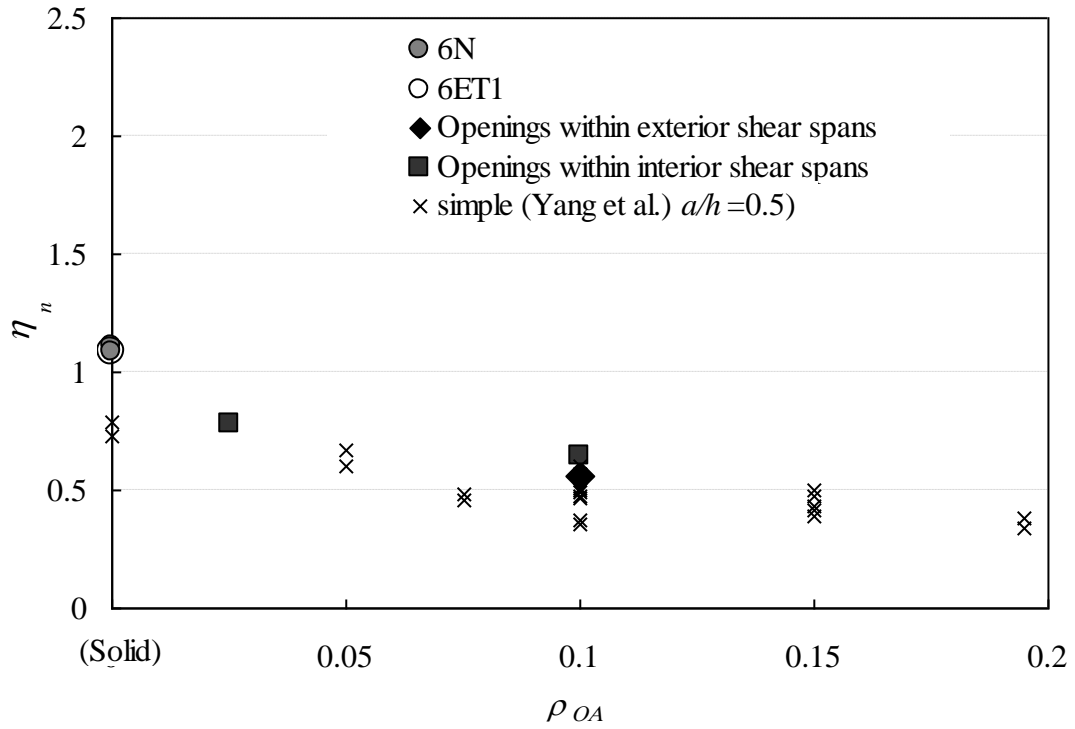 2.5
6N
6ET1
2
Openings within exterior shear spans
Openings within interior shear spans
simple (Yang et al.) a/h =0.5)
1.5
η n
1
0.5
0
(Solid)
0.05
0.1
0.15
0.2
ρ OA